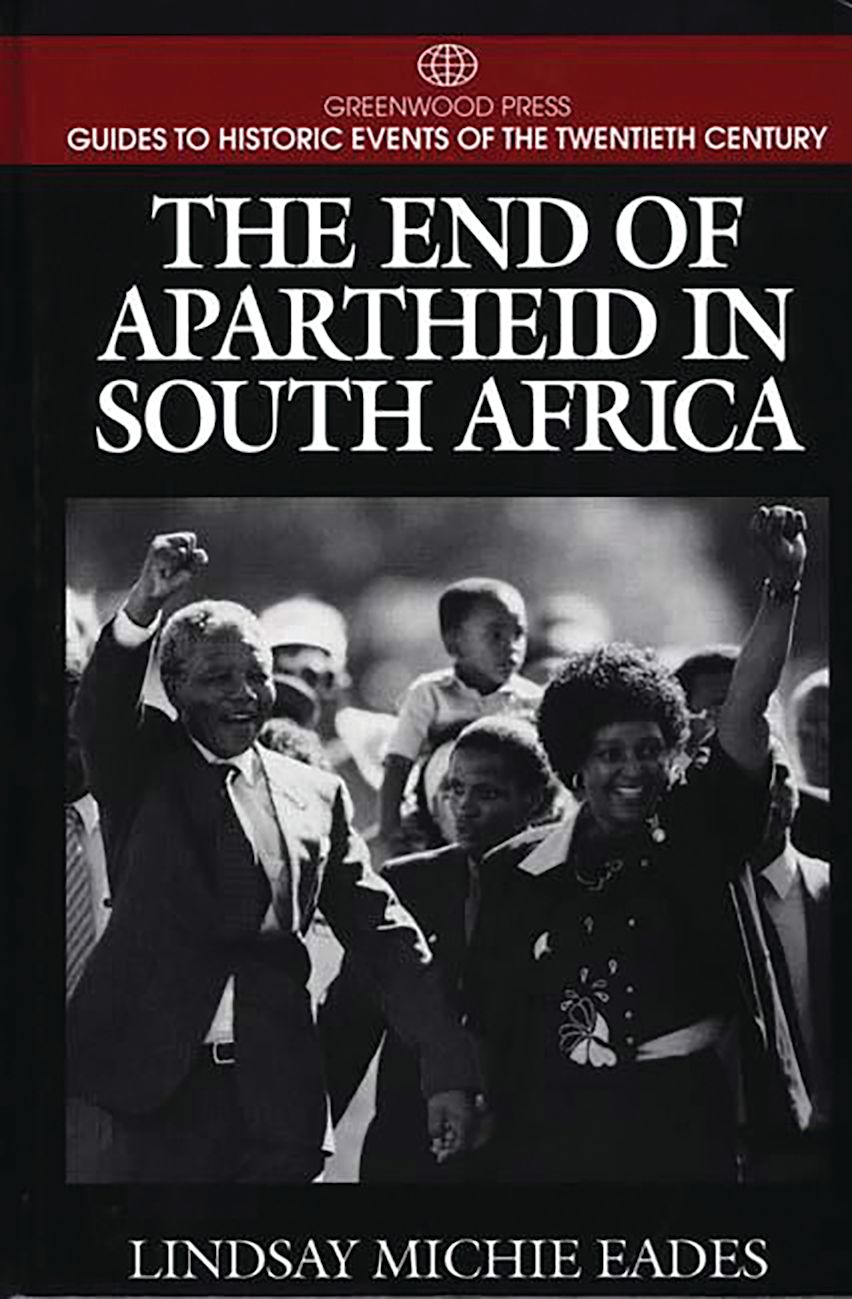 GREENWOOD PRESS
GUIDES TO HISTORIC EVENTS OF THE TWENTIETH CENTURY
THE END OF
APARTHEID IN
SOUTH AFRICA
LINDSAY MICHIE EADES